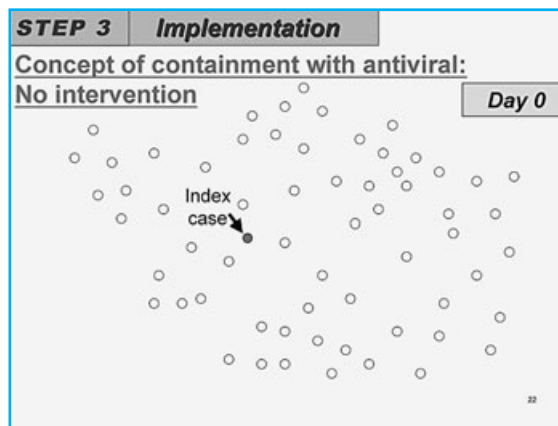 STEP 3 Implementation
Concept of containment with antiviral:
No intervention
Day 0
Index
case
22